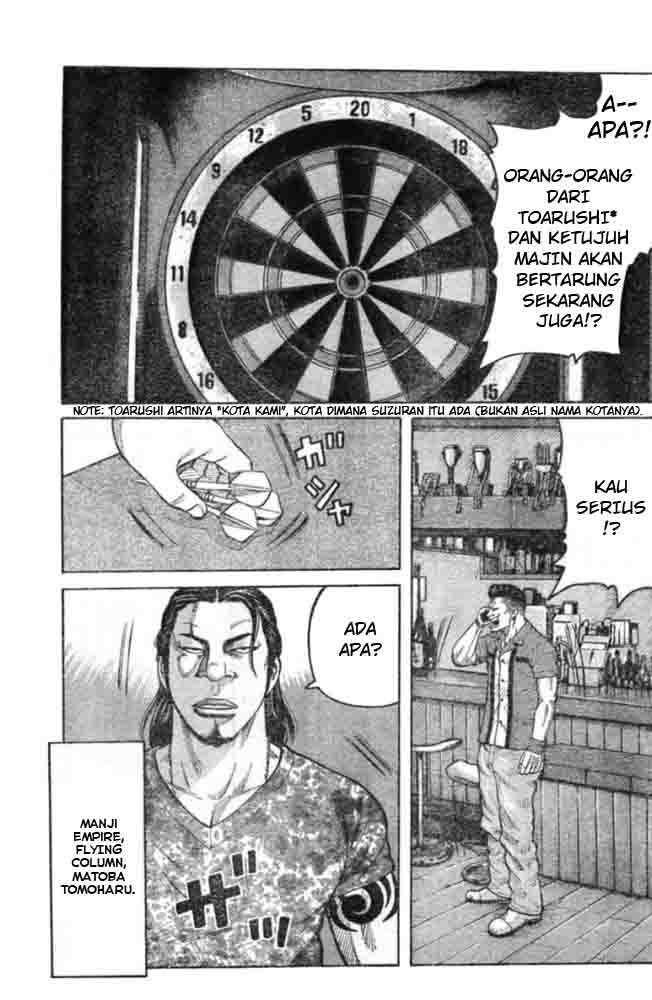 A--
APA?!
ORANG-ORANG
DARI
TOARUSHI*
DAN KETUJUH
MAJIN AKAN
BERTARUNG
SEKARANG
JUGA!?
5
20
1
12
18
9
14
11
8
16
15
NOTE: TOARUSHI ARTINYA "KOTA KAMI", KOTA DIMANA SUZURAN ITU ADA (BUKAN ASLI NAMA KOTANYA).
ガシャ
KAU
SERIUS
!?
ADA
APA?
MANJI
EMPIRE,
FLYING
COLUMN,
MATOBA
TOMOHARU.
ザッ